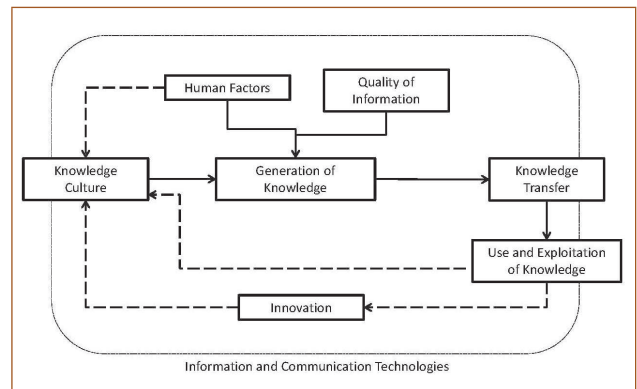 Human Factors
Quality of
Information
Knowledge
Culture
Generation of
Knowledge
Knowledge
Transfer
Use and Exploitation
of Knowledge
Innovation
Information and Communication Technologies